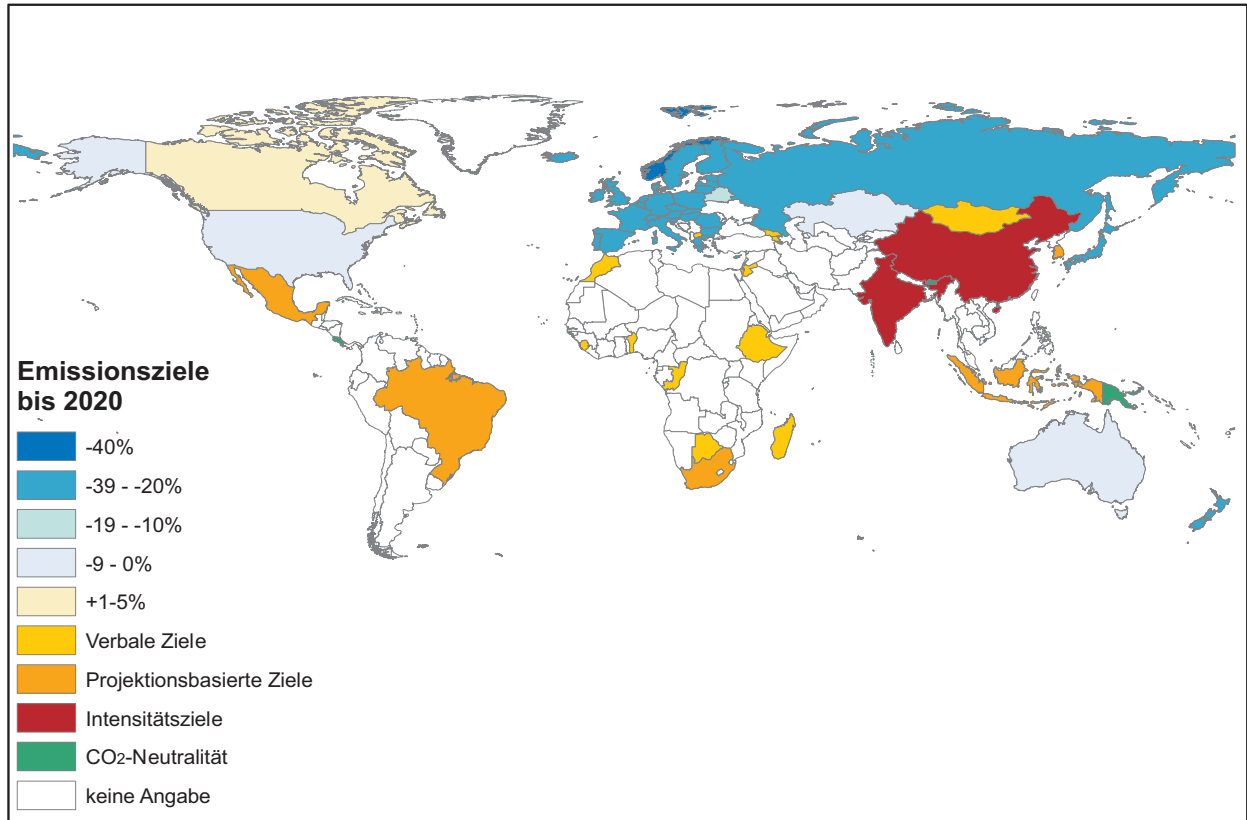 Emissionsziele
bis 2020
-40%
-39 - -20%
-19 - -10%
-9 - 0%
+1-5%
Verbale Ziele
Projektionsbasierte Ziele
Intensitätsziele
CO2-Neutralität
keine Angabe